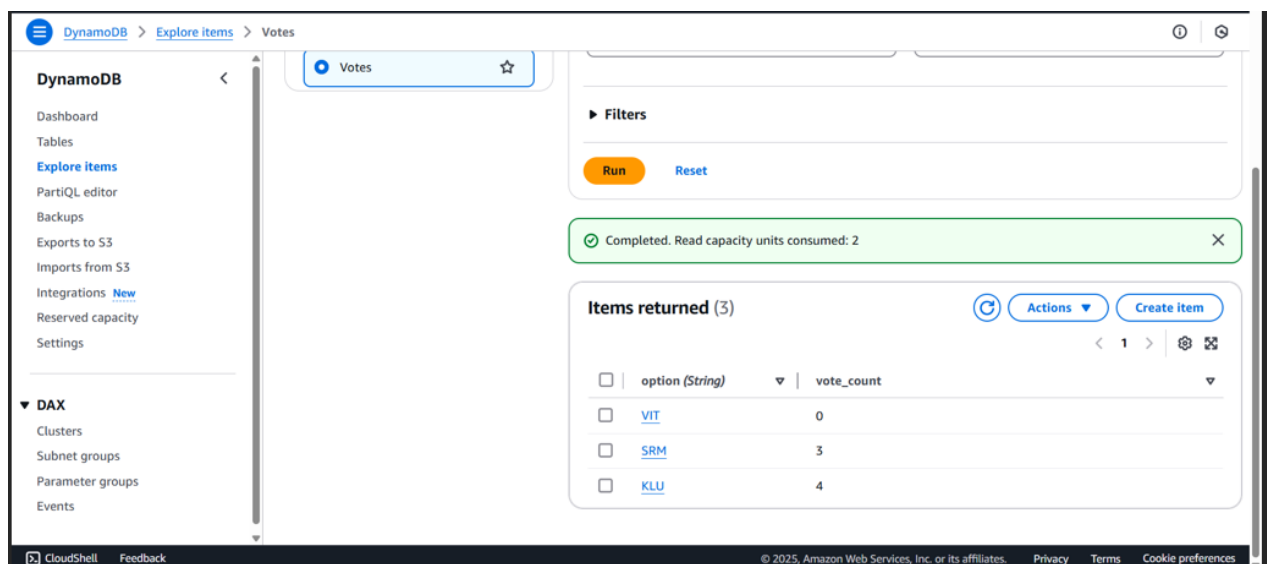 DynamoDB > Explore items > Votes
DynamoDB
Dashboard
Tables
Explore items
PartiQL editor
Backups
Exports to S3
Imports from S3
Integrations New
Reserved capacity
Settings
DAX
Clusters
Subnet groups
Parameter groups
Events
Votes
Filters
Run Reset
Completed. Read capacity units consumed: 2
Items returned (3)
Actions Create item
< 1 >
option (String) vote_count
VIT 0
SRM 3
KLU 4
CloudShell Feedback © 2025, Amazon Web Services, Inc. or its affiliates. Privacy Terms Cookie preferences